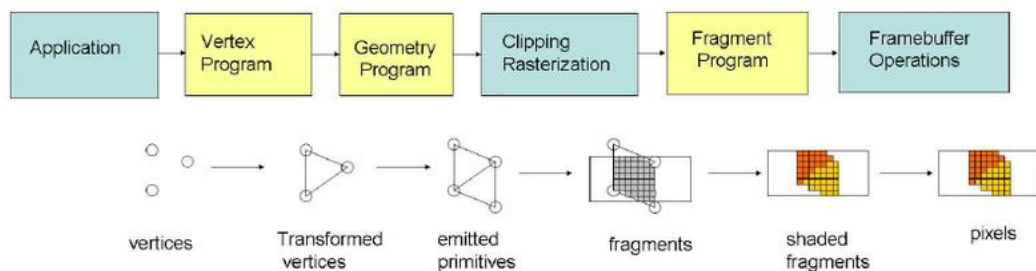 Application
Vertex
Program
Geometry
Program
Clipping
Rasterization
Fragment
Program
Framebuffer
Operations
vertices
Transformed
vertices
emitted
primitives
fragments
shaded
fragments
pixels